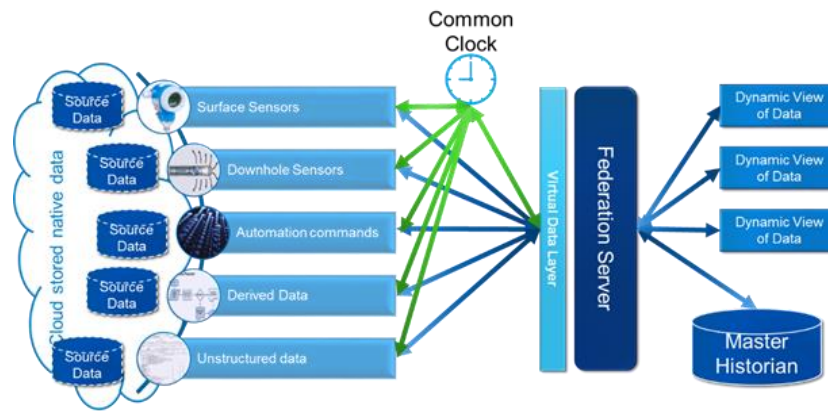 Common
Clock
Cloud stored native data
Source
Data
Surface Sensors
Source
Data
Downhole Sensors
Source
Data
Automation commands
Source
Data
Derived Data
Source
Data
Unstructured data
Virtual Data Layer
Federation Server
Dynamic View
of Data
Dynamic View
of Data
Dynamic View
of Data
Master
Historian